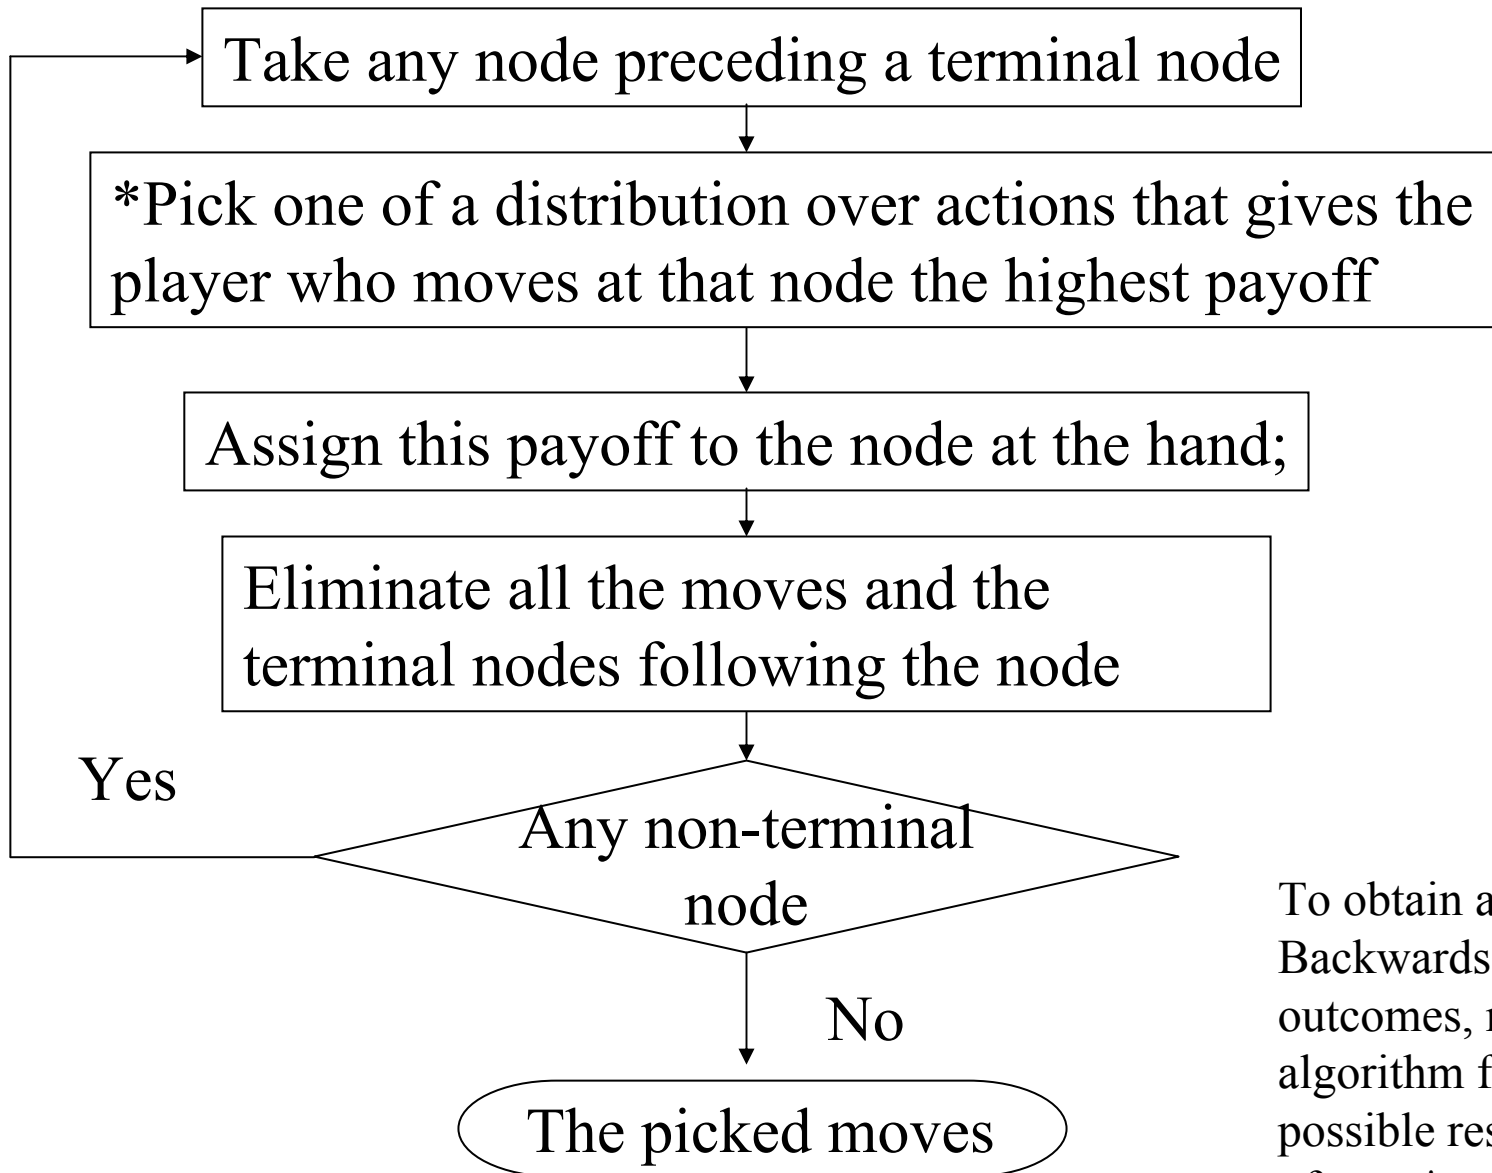 Take any node preceding a terminal node
*Pick one of a distribution over actions that gives the
player who moves at that node the highest payoff
Assign this payoff to the node at the hand;
Eliminate all the moves and the
terminal nodes following the node
Yes
Any non-terminal
node
No
The picked moves
To obtain
Backwards
outcomes,
algorithm
possible